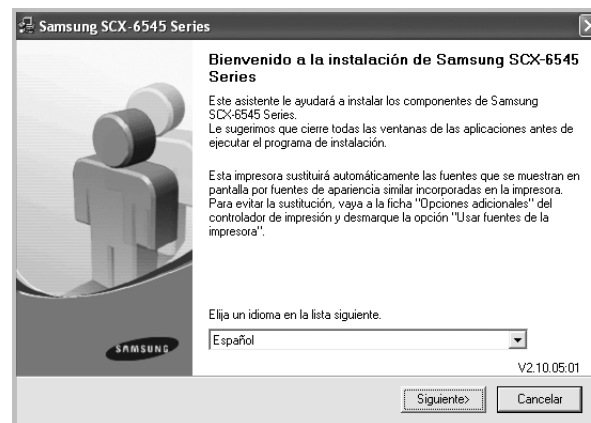 Samsung SCX-6545 Series
Bienvenido a la instalación de Samsung SCX-6545
Series
Este asistente le ayudará a instalar los componentes de Samsung
SCX-6545 Series.
Le sugerimos que cierre todas las ventanas de las aplicaciones antes de
ejecutar el programa de instalación.
Esta impresora sustituirá automáticamente las fuentes que se muestran en
pantalla por fuentes de apariencia similar incorporadas en la impresora.
Para evitar la sustitución, vaya a la ficha "Opciones adicionales" del
controlador de impresión y desmarque la opción "Usar fuentes de la
impresora".
Elija un idioma en la lista siguiente.
Español
SAMSUNG
V2.10.05:01
Siguiente>
Cancelar